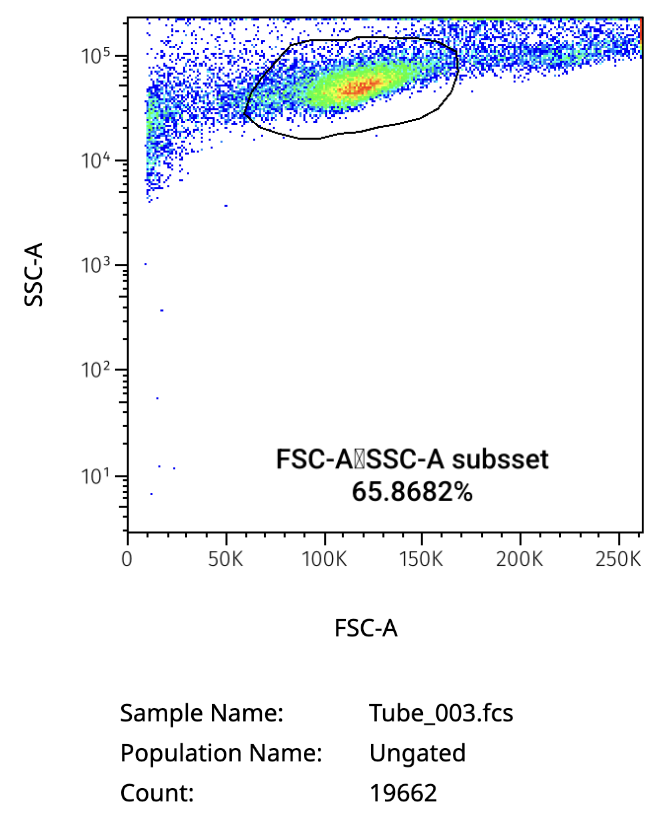 10⁵
10⁴
10³
10²
10¹
SSC-A
FSC-A▯SSC-A subsset
65.8682%
0 50K 100K 150K 200K 250K
FSC-A
Sample Name: Tube_003.fcs
Population Name: Ungated
Count: 19662